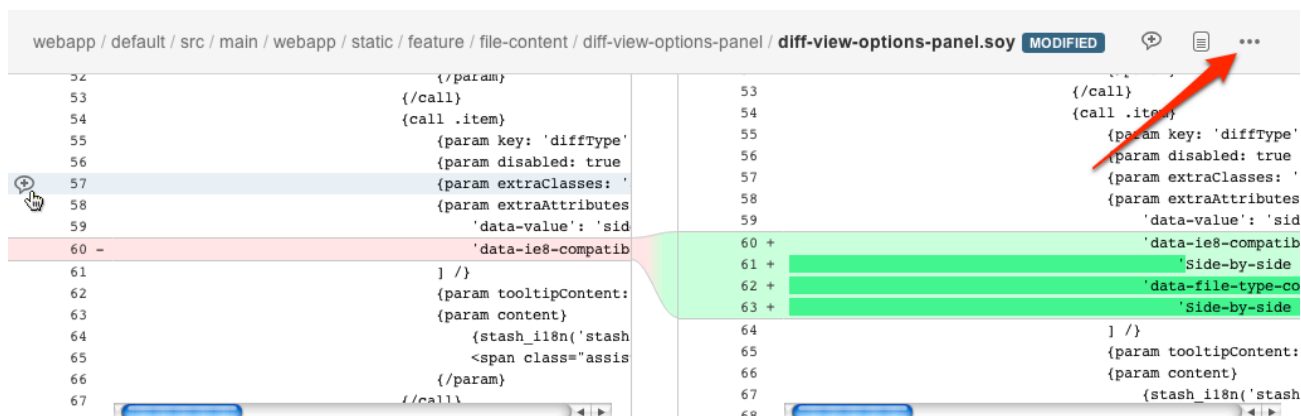 webapp / default / src / main / webapp / static / feature / file-content / diff-view-options-panel / diff-view-options-panel.soy MODIFIED
52 {/param}
53 {/call}
54 {call .item}
55 {param key: 'diffType'
56 {param disabled: true
57 {param extraClasses: '
58 {param extraAttributes
59 'data-value': 'sid
60 - 'data-ie8-compatib
61 ] /}
62 {param tooltipContent:
63 {param content}
64 {stash_i18n('stash
65 <span class="assis
66 {/param}
67 {/call}
53 {/call}
54 {call .item}
55 {param key: 'diffType'
56 {param disabled: true
57 {param extraClasses: '
58 {param extraAttributes
59 'data-value': 'sid
60 + 'data-ie8-compatib
61 + 'Side-by-side
62 + 'data-file-type-co
63 + 'Side-by-side
64 ] /}
65 {param tooltipContent:
66 {param content}
67 {stash_i18n('stash
68